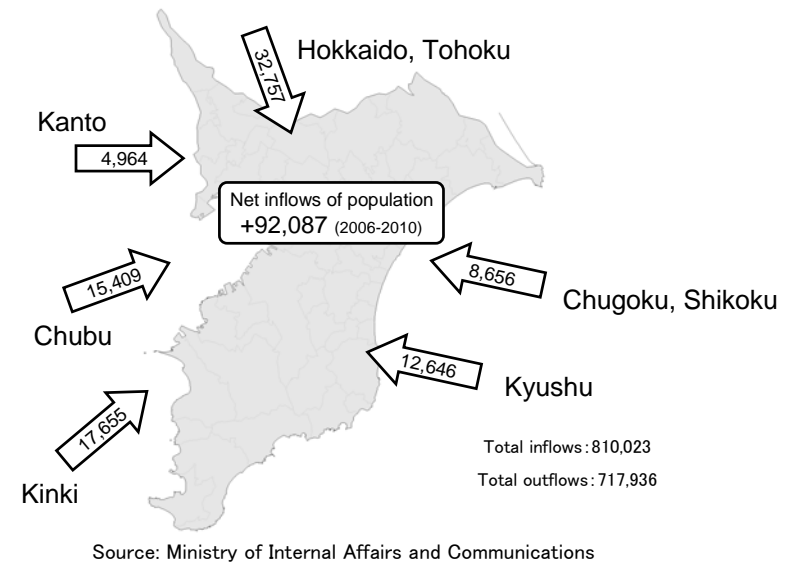 Hokkaido, Tohoku
32,757
Kanto
4,964
Net inflows of population
+92,087 (2006-2010)
15,409
8,656
Chugoku, Shikoku
Chubu
12,646
Kyushu
17,655
Total inflows:810,023
Total outflows:717,936
Kinki
Source: Ministry of Internal Affairs and Communications